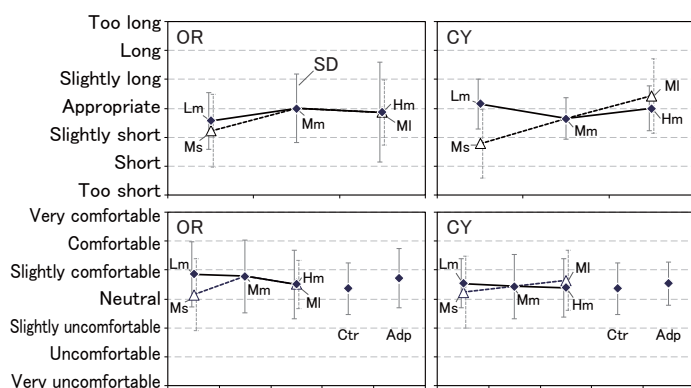 Too long
Long
Slightly long
Appropriate
Slightly short
Short
Too short
OR
SD
Lm
Ms
Mm
Hm
Ml
CY
Lm
Ms
Mm
Ml
Hm
Very comfortable
Comfortable
Slightly comfortable
Neutral
Slightly uncomfortable
Uncomfortable
Very uncomfortable
OR
Lm
Ms
Mm
Hm
Ml
Ctr
Adp
CY
Lm
Ms
Mm
Ml
Hm
Ctr
Adp